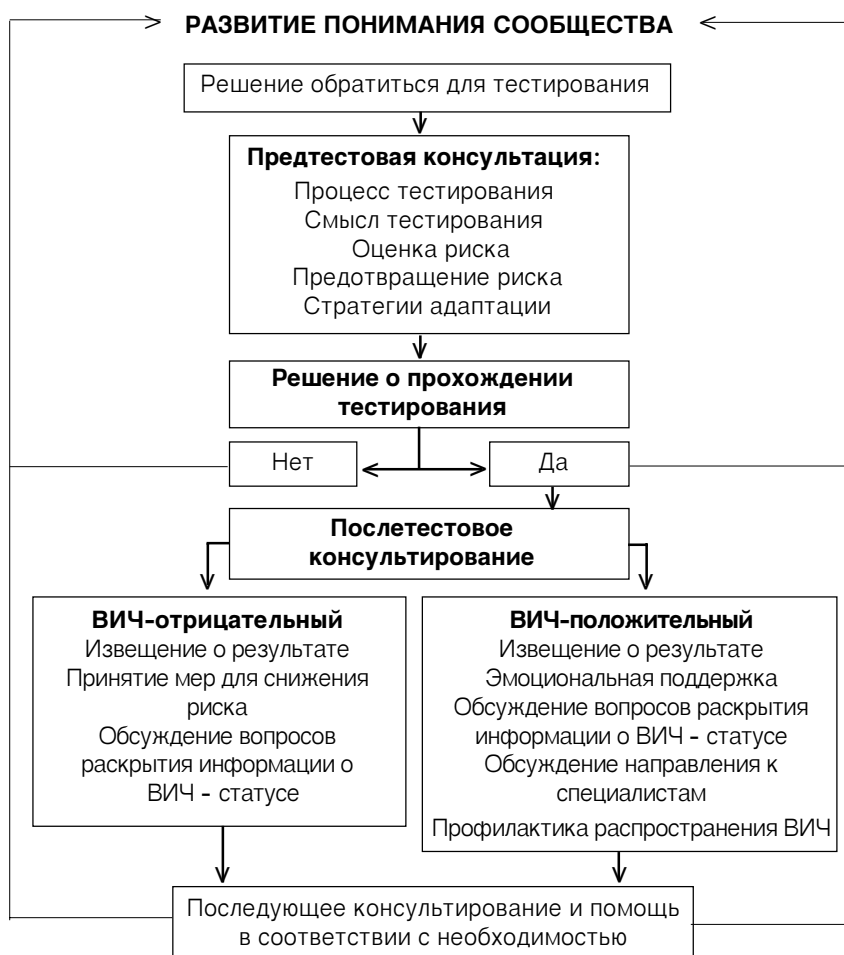 РАЗВИТИЕ ПОНИМАНИЯ СООБЩЕСТВА
Решение обратиться для тестирования
Предтестовая консультация:
Процесс тестирования
Смысл тестирования
Оценка риска
Предотвращение риска
Стратегии адаптации
Решение о прохождении
тестирования
Нет
Да
Послетестовое
консультирование
ВИЧ-отрицательный
Извещение о результате
Принятие мер для снижения
риска
Обсуждение вопросов
раскрытия информации о
ВИЧ - статусе
ВИЧ-положительный
Извещение о результате
Эмоциональная поддержка
Обсуждение вопросов раскрытия
информации о ВИЧ - статусе
Обсуждение направления к
специалистам
Профилактика распространения ВИЧ
Последующее консультирование и помощь
в соответствии с необходимостью